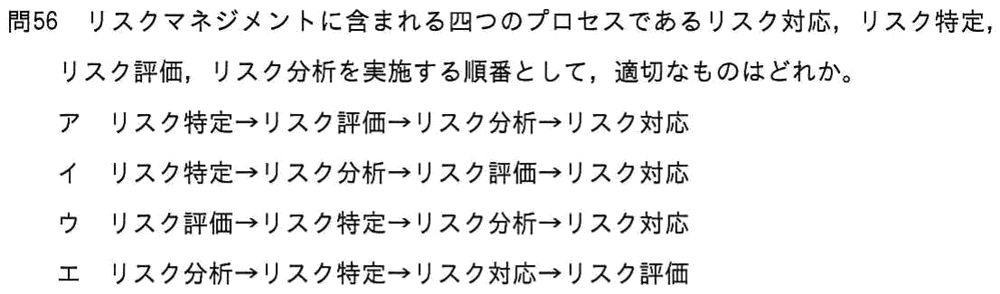 問56　リスクマネジメントに含まれる四つのプロセスであるリスク対応，リスク特定，
リスク評価，リスク分析を実施する順番として，適切なものはどれか。
ア　リスク特定→リスク評価→リスク分析→リスク対応
イ　リスク特定→リスク分析→リスク評価→リスク対応
ウ　リスク評価→リスク特定→リスク分析→リスク対応
エ　リスク分析→リスク特定→リスク対応→リスク評価